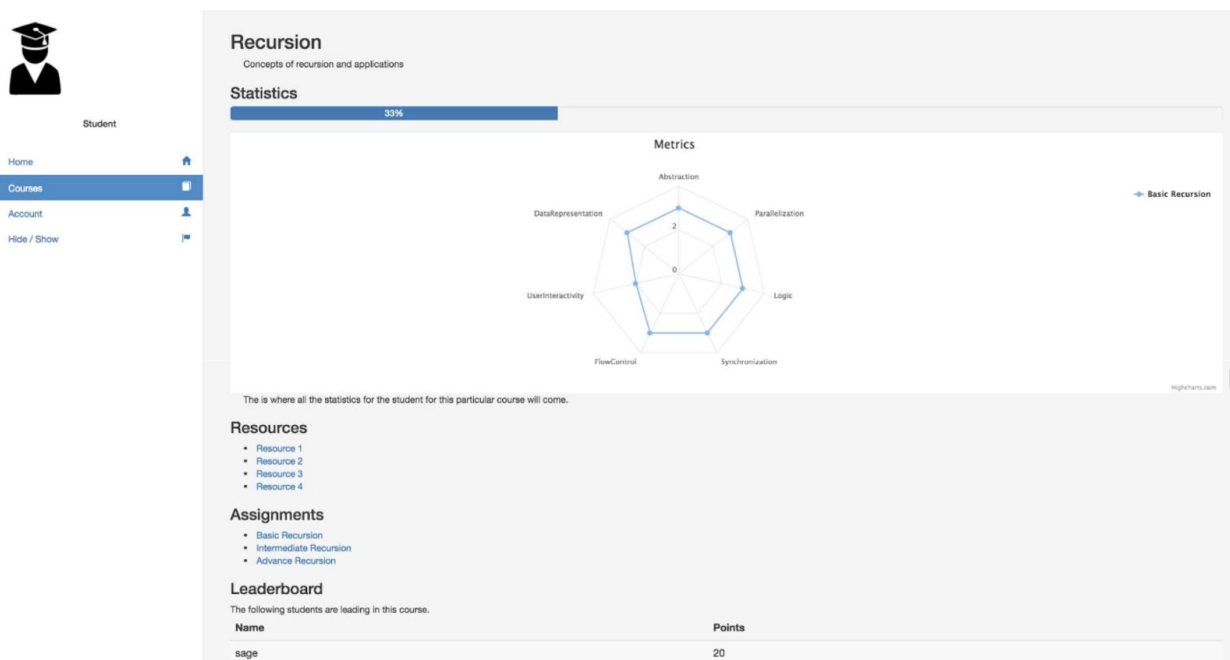 Student
Home
Courses
Account
Hide / Show
Recursion
Concepts of recursion and applications
Statistics
33%
Metrics
Abstraction
DataRepresentation
Parallelization
2
0
UserInteractivity
Logic
FlowControl
Synchronization
Basic Recursion
Highcharts.com
The is where all the statistics for the student for this particular course will come.
Resources
• Resource 1
• Resource 2
• Resource 3
• Resource 4
Assignments
• Basic Recursion
• Intermediate Recursion
• Advance Recursion
Leaderboard
The following students are leading in this course.
Name Points
sage 20